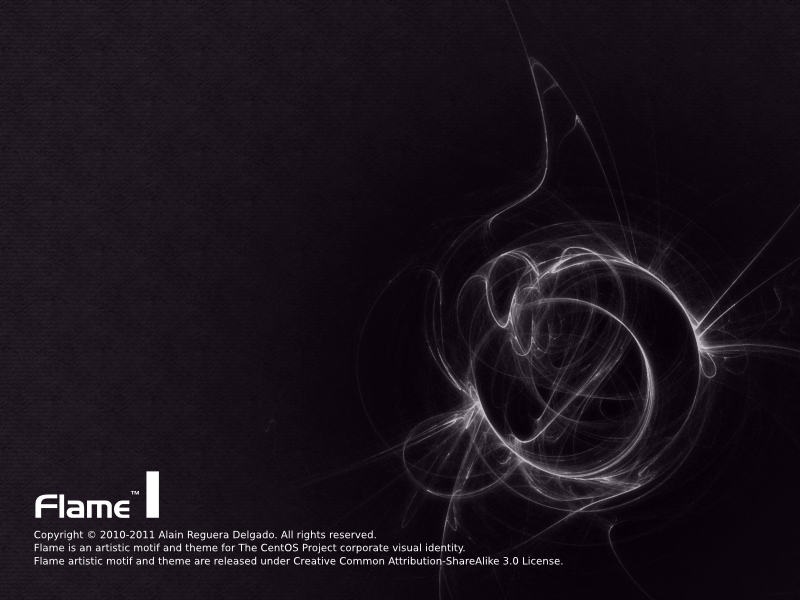 Flame™ 1
Copyright © 2010-2011 Alain Reguera Delgado. All rights reserved.
Flame is an artistic motif and theme for The CentOS Project corporate visual identity.
Flame artistic motif and theme are released under Creative Common Attribution-ShareAlike 3.0 License.